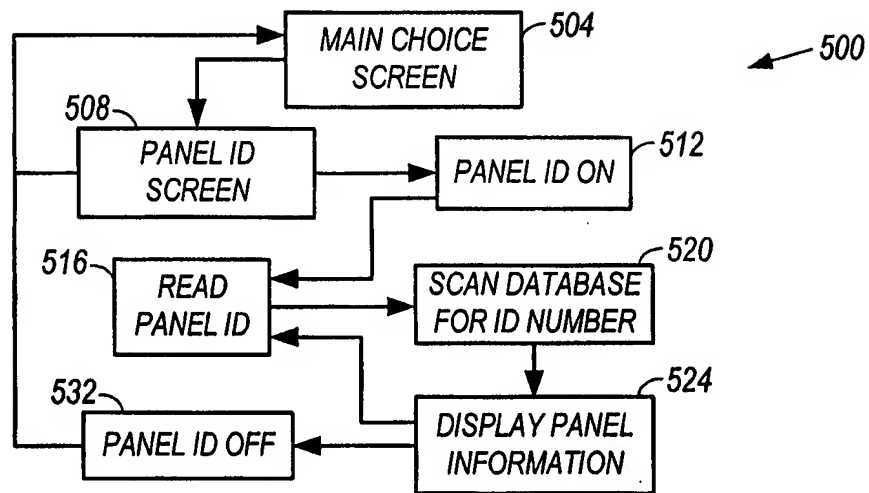 MAIN CHOICE
SCREEN
504
500
508
PANEL ID
SCREEN
PANEL ID ON
512
516
READ
PANEL ID
520
SCAN DATABASE
FOR ID NUMBER
532
PANEL ID OFF
524
DISPLAY PANEL
INFORMATION